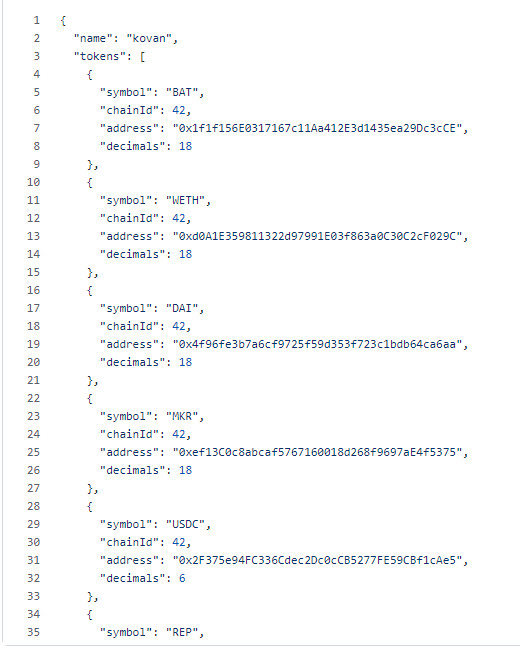 1 {
2 "name": "kovan",
3 "tokens": [
4 {
5 "symbol": "BAT",
6 "chainId": 42,
7 "address": "0x1f1f156E0317167c11Aa412E3d1435ea29Dc3cCE",
8 "decimals": 18
9 },
10 {
11 "symbol": "WETH",
12 "chainId": 42,
13 "address": "0xd0A1E359811322d97991E03f863a0C30C2cF029C",
14 "decimals": 18
15 },
16 {
17 "symbol": "DAI",
18 "chainId": 42,
19 "address": "0x4f96fe3b7a6cf9725f59d353f723c1bdb64ca6aa",
20 "decimals": 18
21 },
22 {
23 "symbol": "MKR",
24 "chainId": 42,
25 "address": "0xef13C0c8abcaf5767160018d268f9697aE4f5375",
26 "decimals": 18
27 },
28 {
29 "symbol": "USDC",
30 "chainId": 42,
31 "address": "0x2F375e94FC336Cdec2Dc0cCB5277FE59CBf1cAe5",
32 "decimals": 6
33 },
34 {
35 "symbol": "REP",